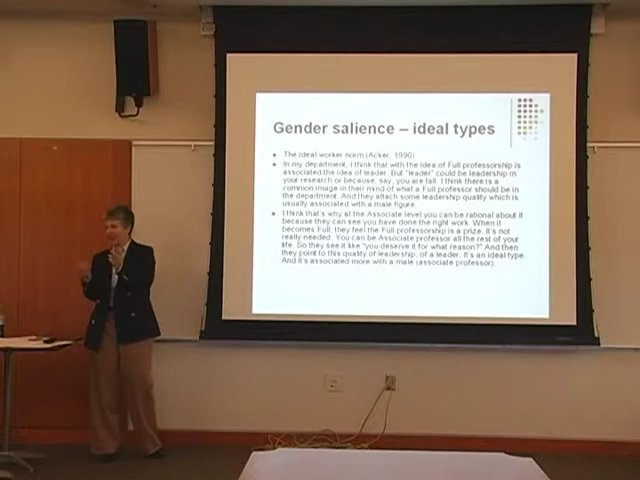 Gender salience – ideal types
The ideal worker norm (Acker, 1990)
In my department, I think that with the idea of Full professorship is
associated the idea of leader. But "leader" could be leadership in
your research or because, say, you are tall. I think there is a
common image in their mind of what a Full professor should be in
the department. And they attach some leadership quality which is
usually associated with a male figure.
I think that's why at the Associate level you can be rational about it
because they can see you have done the right work. When it
becomes Full, they feel the Full professorship is a prize. It's not
really needed. You can be Associate professor all the rest of your
life. So they see it like "you deserve it for what reason?" And then
they point to this quality of leadership, of a leader. It's an ideal type.
And it's associated more with a male (associate professor).